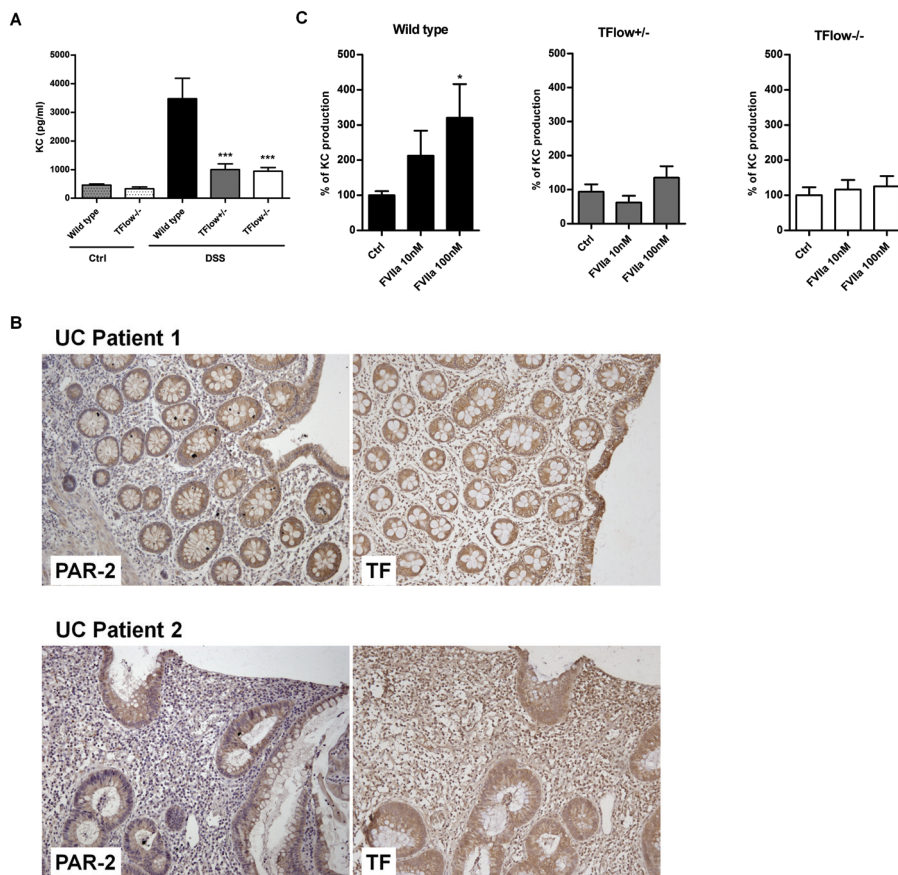 A
KC (pg/ml)
5000
4000
3000
2000
1000
0
***
***
Wild type
TFlow-/-
Wild type
TFlow+/-
TFlow-/-
Ctrl
DSS
C
Wild type
% of KC production
500
400
300
200
100
0
*
Ctrl
FVIIa 10nM
FVIIa 100nM
TFlow+/-
% of KC production
500
400
300
200
100
0
Ctrl
FVIIa 10nM
FVIIa 100nM
TFlow-/-
% of KC production
500
400
300
200
100
0
Ctrl
FVIIa 10nM
FVIIa 100nM
B
UC Patient 1
PAR-2
TF
UC Patient 2
PAR-2
TF